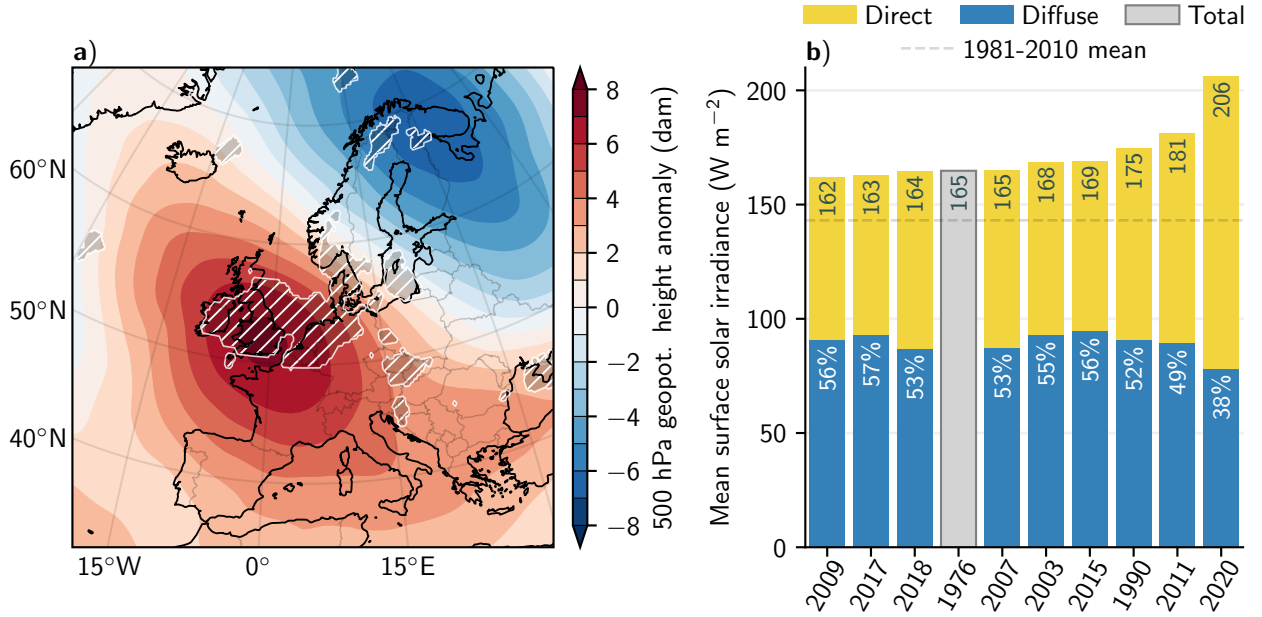 a)
60°N
50°N
40°N
15°W 0° 15°E
8
6
4
2
0
−2
−4
−6
−8
500 hPa geopot. height anomaly (dam)
Direct Diffuse Total
1981-2010 mean
b)
Mean surface solar irradiance (W m−2)
200
150
100
50
0
162 163 164 165 165 168 169 175 181 206
56% 57% 53% 53% 55% 56% 52% 49% 38%
2009 2017 2018 1976 2007 2003 2015 1990 2011 2020